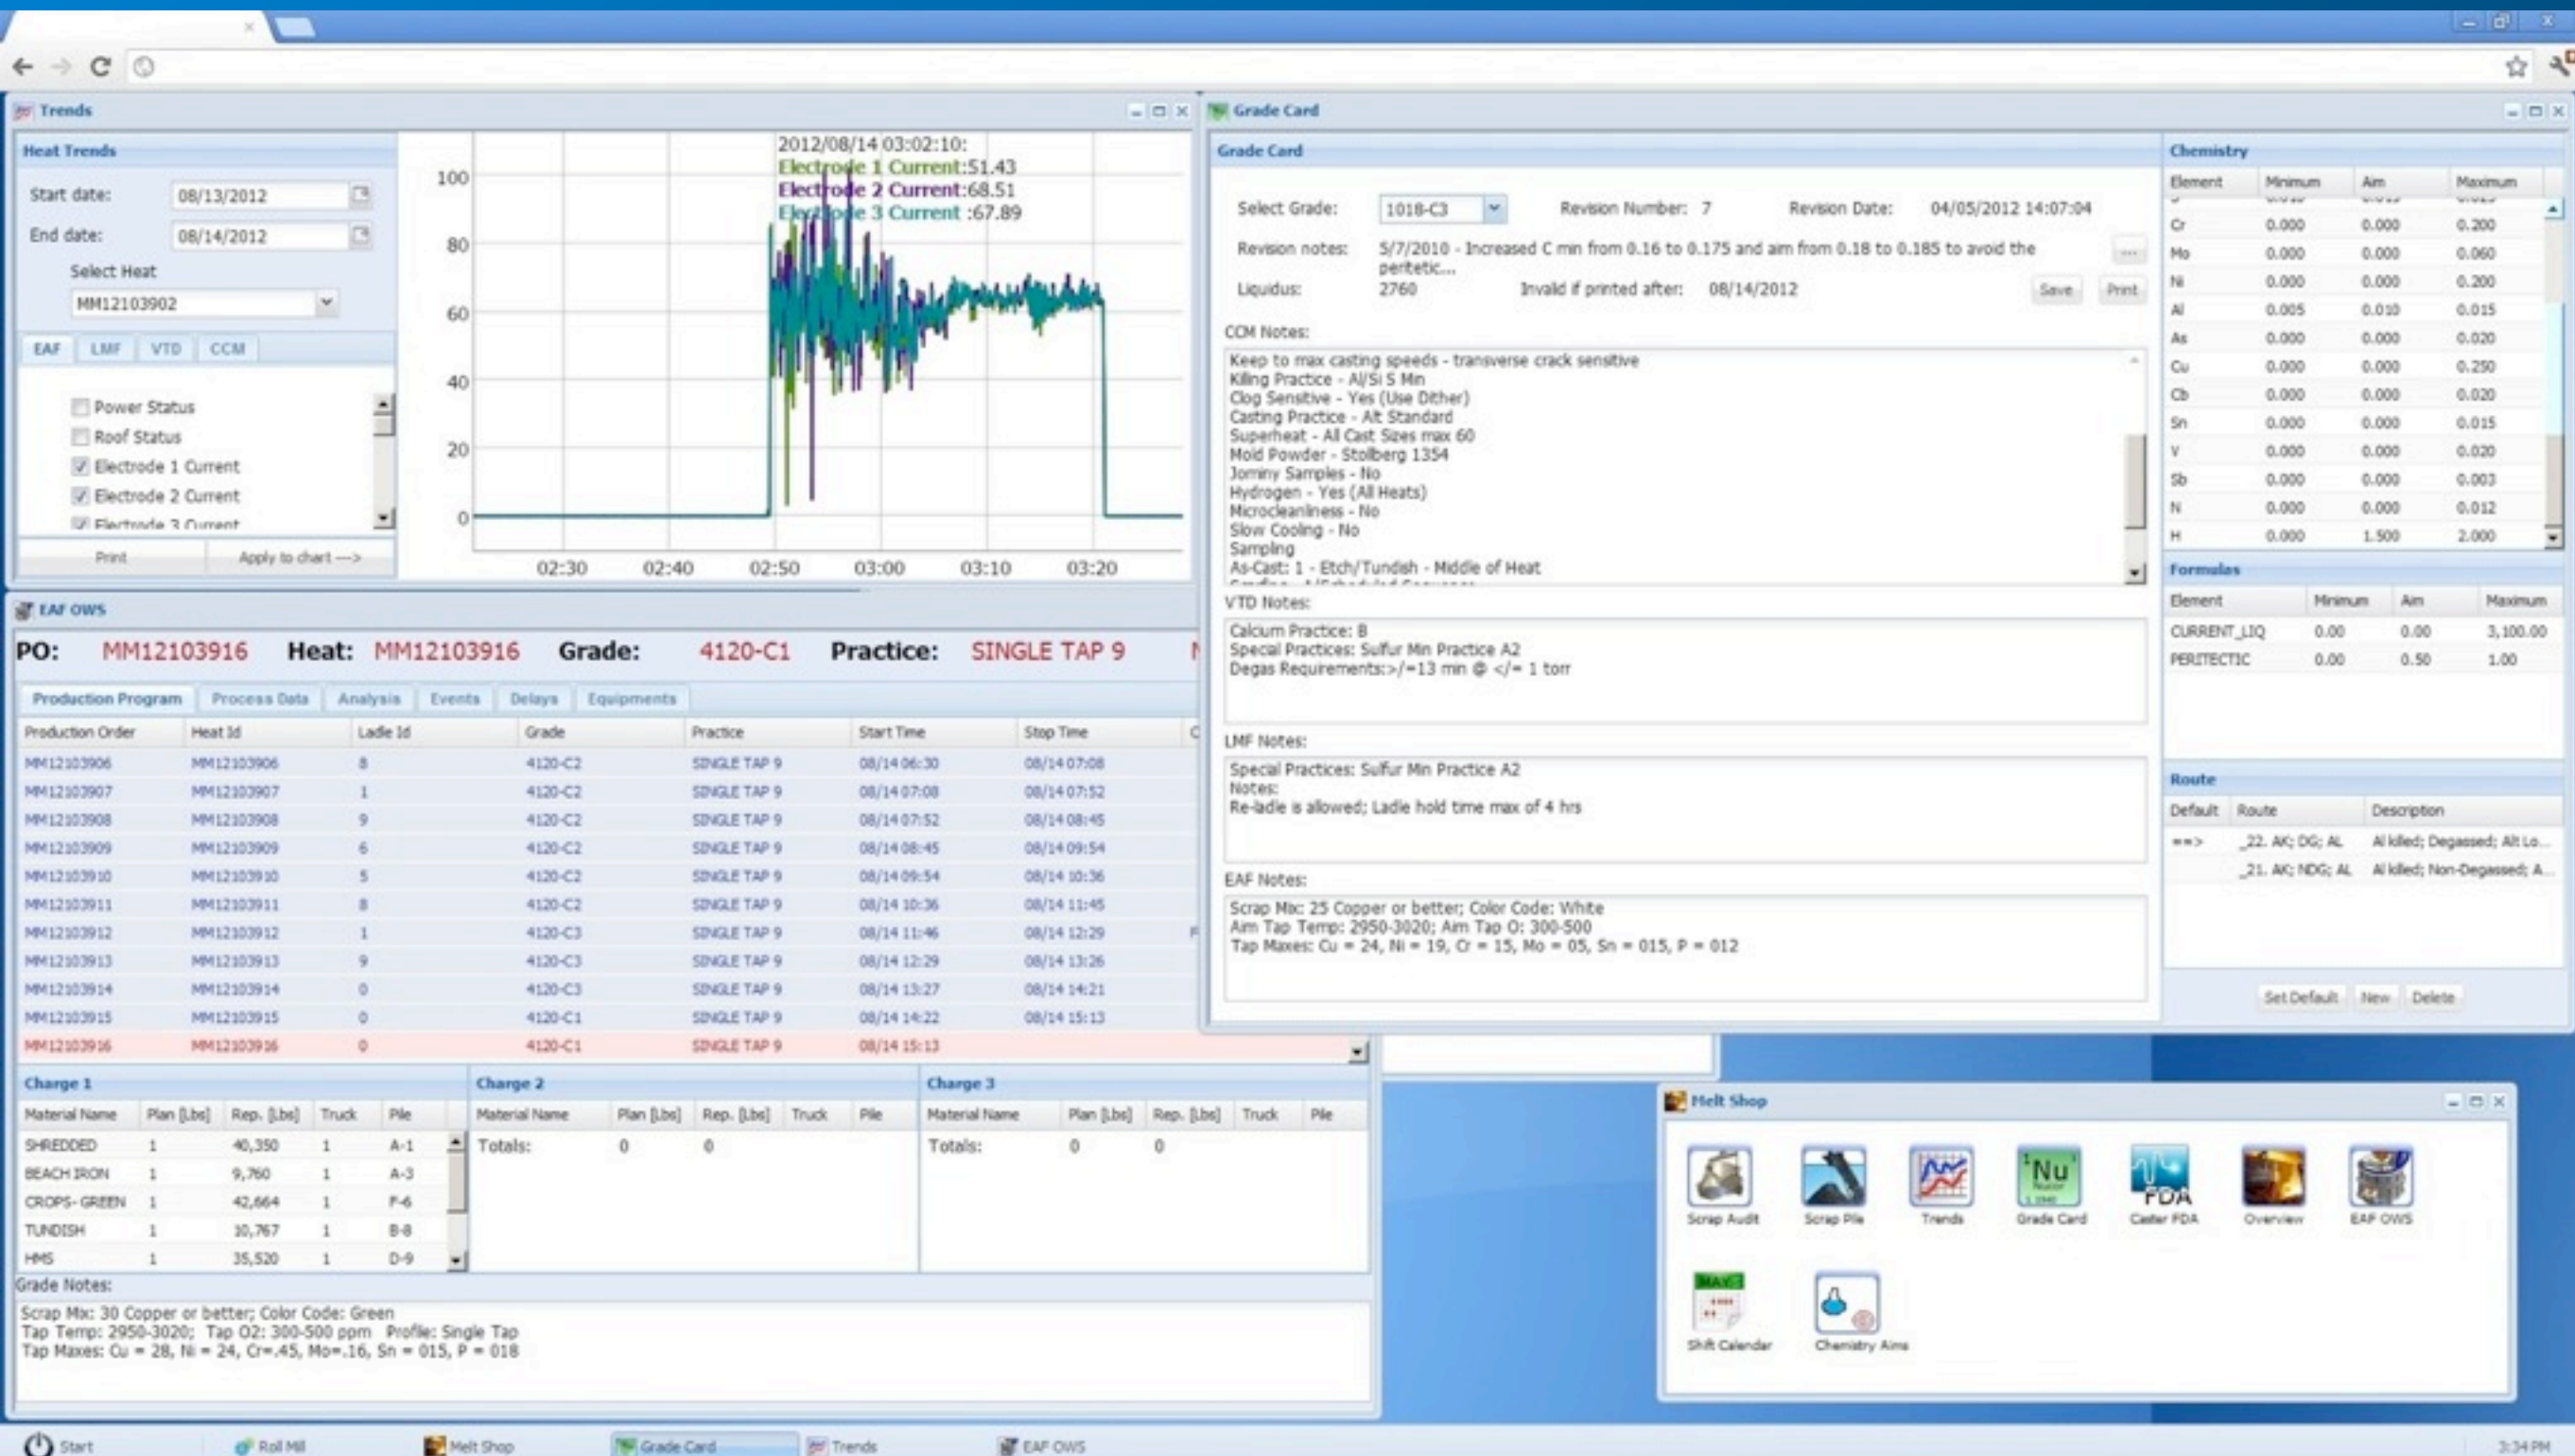 Trends
Heat Trends
Start date: 08/13/2012
End date: 08/14/2012
Select Heat
MM12103902
EAF LMF VTD CCM
Power Status
Roof Status
Electrode 1 Current
Electrode 2 Current
Electrode 3 Current
Print Apply to chart --->
2012/08/14 03:02:10:
Electrode 1 Current:51.43
Electrode 2 Current:68.51
Electrode 3 Current :67.89
100
80
60
40
20
0
02:30 02:40 02:50 03:00 03:10 03:20
Grade Card
Grade Card
Select Grade: 1018-C3 Revision Number: 7 Revision Date: 04/05/2012 14:07:04
Revision notes: 5/7/2010 - Increased C min from 0.16 to 0.175 and aim from 0.18 to 0.185 to avoid the
peritetic... ...
Liquidus: 2760 Invalid if printed after: 08/14/2012 Save Print
CCM Notes:
Keep to max casting speeds - transverse crack sensitive
Killing Practice - Al/Si S Min
Clog Sensitive - Yes (Use Dither)
Casting Practice - Alt Standard
Superheat - All Cast Sizes max 60
Mold Powder - Stolberg 1354
Jominy Samples - No
Hydrogen - Yes (All Heats)
Microcleanliness - No
Slow Cooling - No
Sampling
As-Cast: 1 - Etch/Tundish - Middle of Heat
VTD Notes:
Calcium Practice: B
Special Practices: Sulfur Min Practice A2
Degas Requirements:>/=13 min @ </= 1 torr
LMF Notes:
Special Practices: Sulfur Min Practice A2
Notes:
Re-ladle is allowed; Ladle hold time max of 4 hrs
EAF Notes:
Scrap Mix: 25 Copper or better; Color Code: White
Aim Tap Temp: 2950-3020; Aim Tap O: 300-500
Tap Maxes: Cu = 24, Ni = 19, Cr = 15, Mo = 05, Sn = 015, P = 012
Chemistry
Element Minimum Aim Maximum
Cr 0.000 0.000 0.200
Mo 0.000 0.000 0.060
Ni 0.000 0.000 0.200
Al 0.005 0.010 0.015
As 0.000 0.000 0.020
Cu 0.000 0.000 0.250
Cb 0.000 0.000 0.020
Sn 0.000 0.000 0.015
V 0.000 0.000 0.020
Sb 0.000 0.000 0.003
N 0.000 0.000 0.012
H 0.000 1.500 2.000
Formulas
Element Minimum Aim Maximum
CURRENT_LIQ 0.00 0.00 3,100.00
PERITECTIC 0.00 0.50 1.00
Route
Default Route Description
==> _22. AK; DG; AL Al killed; Degassed; Alt Lo...
_21. AK; NDG; AL Al killed; Non-Degassed; A...
Set Default New Delete
EAF OWS
PO: MM12103916 Heat: MM12103916 Grade: 4120-C1 Practice: SINGLE TAP 9
Production Program Process Data Analysis Events Delays Equipments
Production Order Heat Id Ladle Id Grade Practice Start Time Stop Time
MM12103906 MM12103906 8 4120-C2 SINGLE TAP 9 08/14 06:30 08/14 07:08
MM12103907 MM12103907 1 4120-C2 SINGLE TAP 9 08/14 07:08 08/14 07:52
MM12103908 MM12103908 9 4120-C2 SINGLE TAP 9 08/14 07:52 08/14 08:45
MM12103909 MM12103909 6 4120-C2 SINGLE TAP 9 08/14 08:45 08/14 09:54
MM12103910 MM12103910 5 4120-C2 SINGLE TAP 9 08/14 09:54 08/14 10:36
MM12103911 MM12103911 8 4120-C2 SINGLE TAP 9 08/14 10:36 08/14 11:45
MM12103912 MM12103912 1 4120-C3 SINGLE TAP 9 08/14 11:46 08/14 12:29
MM12103913 MM12103913 9 4120-C3 SINGLE TAP 9 08/14 12:29 08/14 13:26
MM12103914 MM12103914 0 4120-C3 SINGLE TAP 9 08/14 13:27 08/14 14:21
MM12103915 MM12103915 0 4120-C1 SINGLE TAP 9 08/14 14:22 08/14 15:13
MM12103916 MM12103916 0 4120-C1 SINGLE TAP 9 08/14 15:13
Charge 1
Material Name Plan [Lbs] Rep. [Lbs] Truck Pile
SHREDDED 1 40,350 1 A-1
BEACH IRON 1 9,760 1 A-3
CROPS- GREEN 1 42,664 1 F-6
TUNDISH 1 10,767 1 B-8
HMS 1 35,520 1 D-9
Charge 2
Material Name Plan [Lbs] Rep. [Lbs] Truck Pile
Totals: 0 0
Charge 3
Material Name Plan [Lbs] Rep. [Lbs] Truck Pile
Totals: 0 0
Grade Notes:
Scrap Mix: 30 Copper or better; Color Code: Green
Tap Temp: 2950-3020; Tap O2: 300-500 ppm Profile: Single Tap
Tap Maxes: Cu = 28, Ni = 24, Cr=.45, Mo=.16, Sn = 015, P = 018
Melt Shop
Nu
Nucor
FDA
Scrap Audit Scrap Pile Trends Grade Card Caster FDA Overview EAF OWS
MAY
Shift Calendar Chemistry Aims
Start Roll Mill Melt Shop Grade Card Trends EAF OWS 3:34 PM